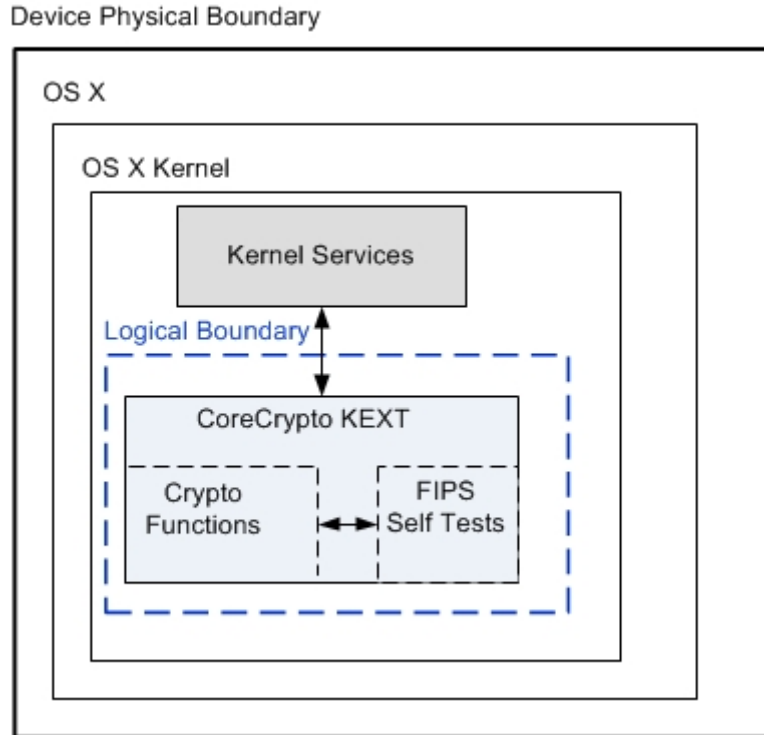 Device Physical Boundary
OS X
OS X Kernel
Kernel Services
Logical Boundary
CoreCrypto KEXT
Crypto
Functions
FIPS
Self Tests